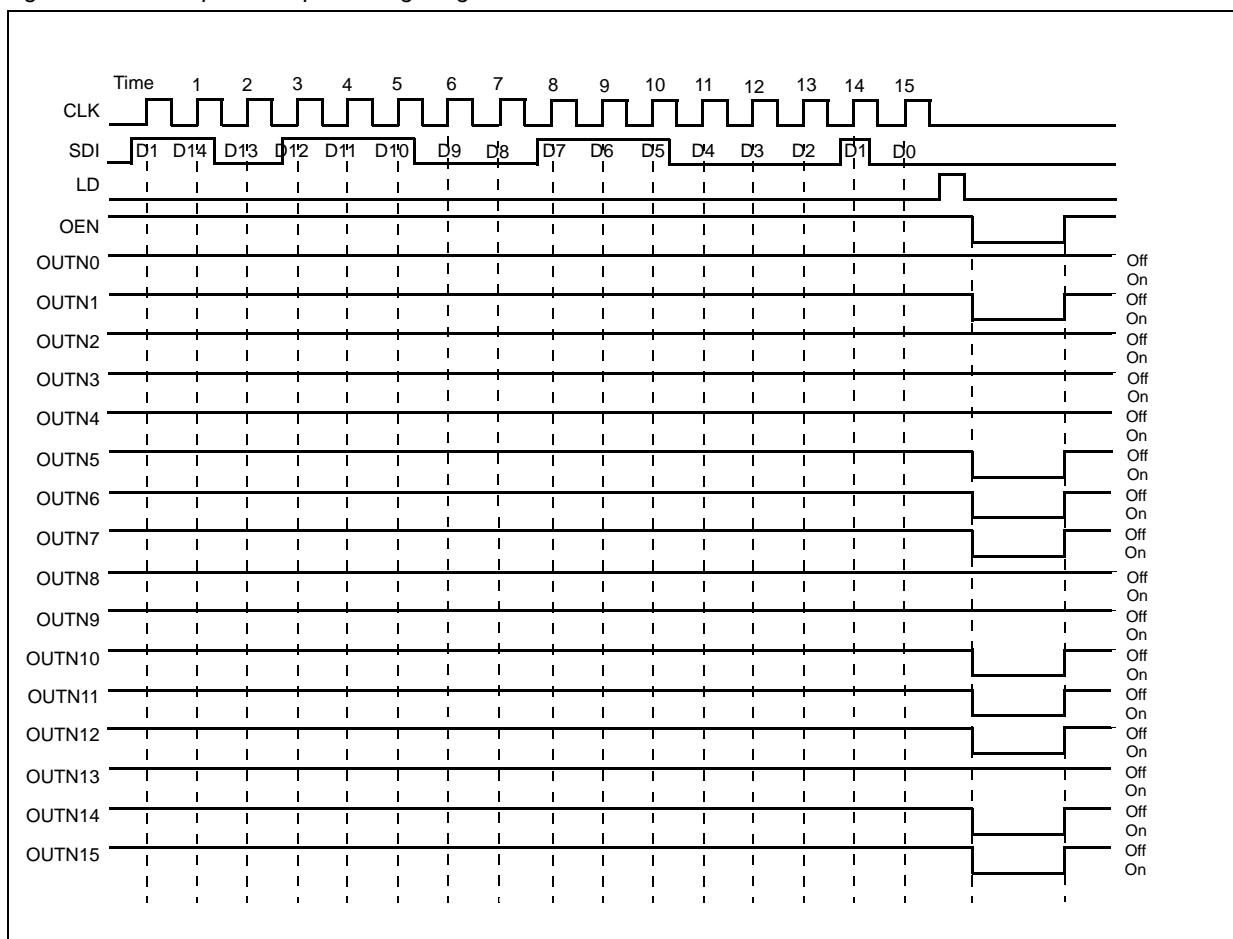 Time 1 2 3 4 5 6 7 8 9 10 11 12 13 14 15
CLK
SDI D1 D14 D13 D12 D11 D10 D9 D8 D7 D6 D5 D4 D3 D2 D1 D0
LD
OEN
OUTN0 Off
On
OUTN1 Off
On
OUTN2 Off
On
OUTN3 Off
On
OUTN4 Off
On
OUTN5 Off
On
OUTN6 Off
On
OUTN7 Off
On
OUTN8 Off
On
OUTN9 Off
On
OUTN10 Off
On
OUTN11 Off
On
OUTN12 Off
On
OUTN13 Off
On
OUTN14 Off
On
OUTN15 Off
On